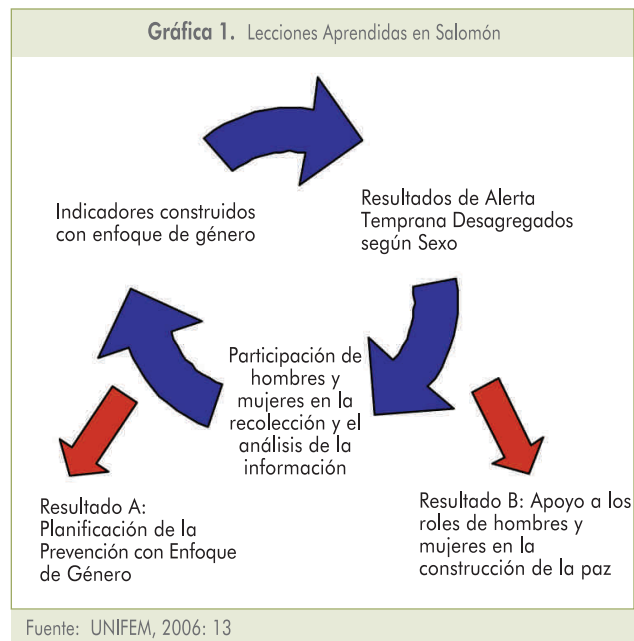 Gráfica 1. Lecciones Aprendidas en Salomón
Indicadores construidos
con enfoque de género
Resultados de Alerta
Temprana Desagregados
según Sexo
Participación de
hombres y
mujeres en la
recolección y el
análisis de la
información
Resultado A:
Planificación de la
Prevención con Enfoque
de Género
Resultado B: Apoyo a los
roles de hombres y
mujeres en la
construcción de la paz
Fuente: UNIFEM, 2006: 13